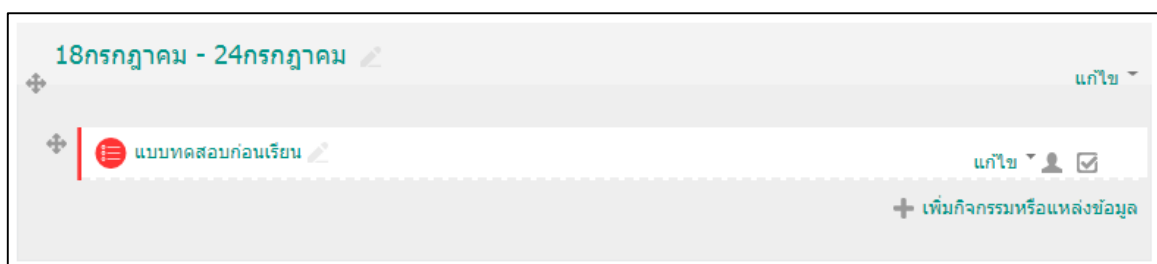 18กรกฎาคม - 24กรกฎาคม
แก้ไข
แบบทดสอบก่อนเรียน
แก้ไข
เพิ่มกิจกรรมหรือแหล่งข้อมูล